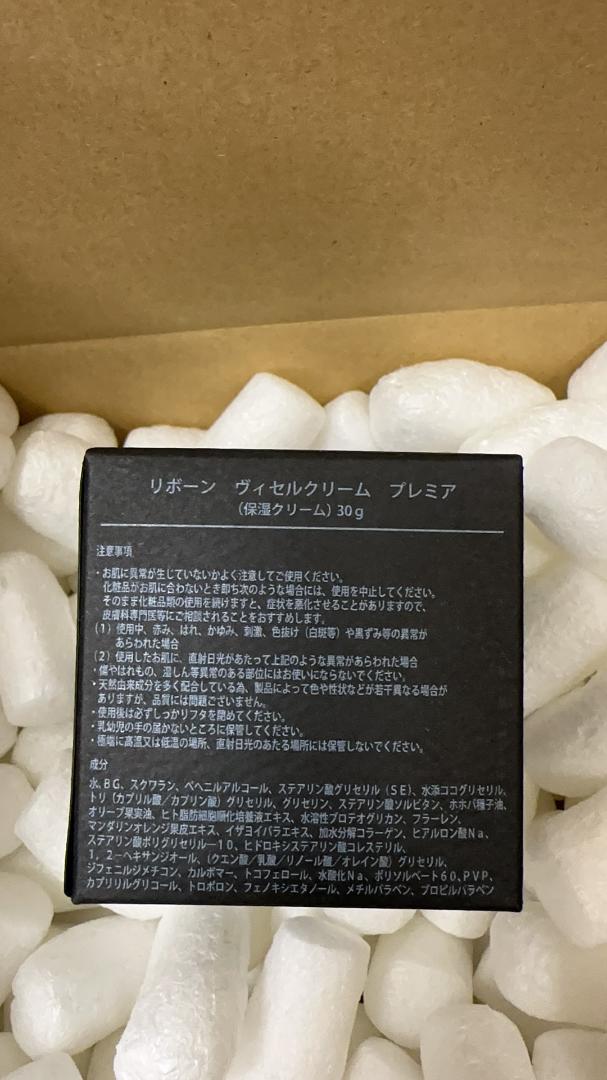 リボーン　ヴィセルクリーム　プレミア
（保湿クリーム）30g
注意事項
・お肌に異常が生じていないかよく注意してご使用ください。
化粧品がお肌に合わないとき即ち次のような場合には、使用を中止してください。
そのまま化粧品類の使用を続けますと、症状を悪化させることがありますので、
皮膚科専門医等にご相談されることをおすすめします。
（1）使用中、赤み、はれ、かゆみ、刺激、色抜け（白斑等）や黒ずみ等の異常が
あらわれた場合
（2）使用したお肌に、直射日光があたって上記のような異常があらわれた場合
・傷やはれもの、湿しん等異常のある部位にはお使いにならないでください。
・天然由来成分を多く配合している為、製品によって色や性状などが若干異なる場合が
ありますが、品質には問題ございません。
・使用後は必ずしっかりフタを閉めてください。
・乳幼児の手の届かないところに保管してください。
・極端に高温又は低温の場所、直射日光のあたる場所には保管しないでください。
成分
水、BG、スクワラン、ベヘニルアルコール、ステアリン酸グリセリル（SE）、水添ココグリセリル、
トリ（カプリル酸／カプリン酸）グリセリル、グリセリン、ステアリン酸ソルビタン、ホホバ種子油、
オリーブ果実油、ヒト脂肪細胞順化培養液エキス、水溶性プロテオグリカン、フラーレン、
マンダリンオレンジ果皮エキス、イザヨイバラエキス、加水分解コラーゲン、ヒアルロン酸Na、
ステアリン酸ポリグリセリル－10、ヒドロキシステアリン酸コレステリル、
1，2－ヘキサンジオール、（クエン酸／乳酸／リノール酸／オレイン酸）グリセリル、
ジフェニルジメチコン、カルボマー、トコフェロール、水酸化Na、ポリソルベート60、PVP、
カプリリルグリコール、トロポロン、フェノキシエタノール、メチルパラベン、プロピルパラベン